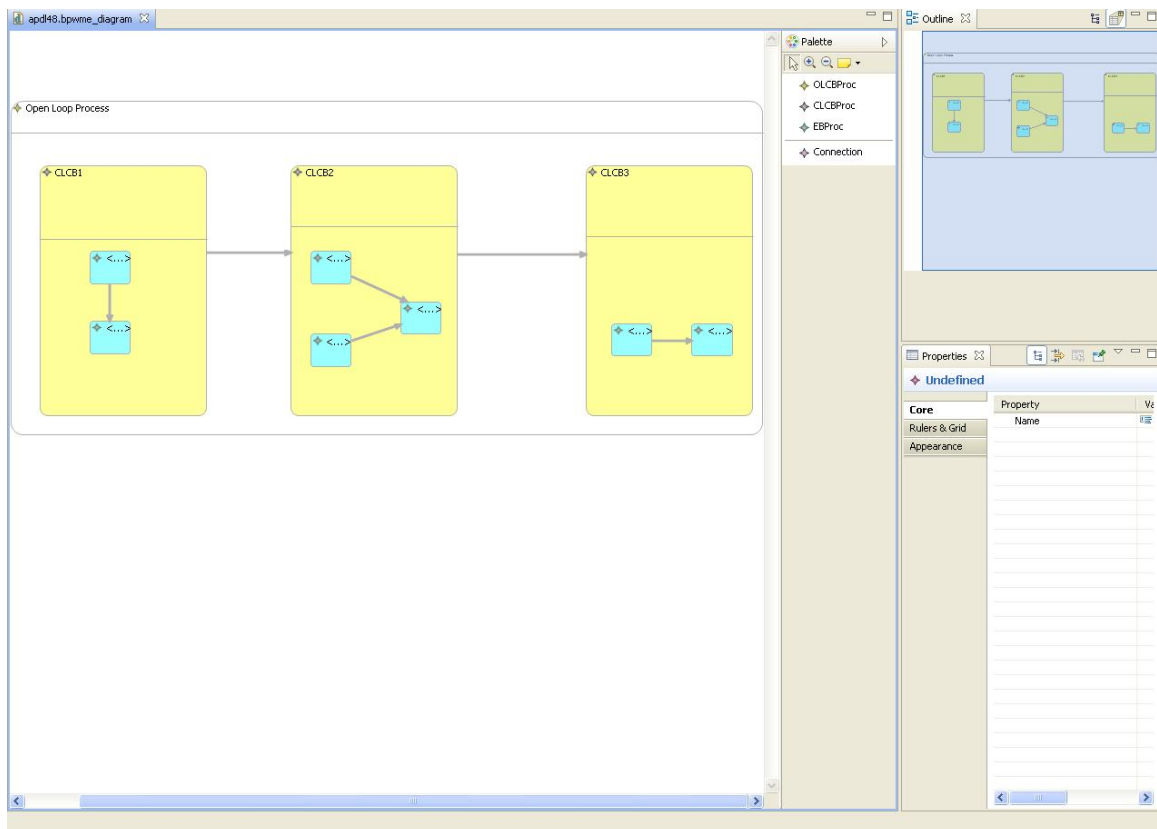 apdl48.bpwme_diagram
Palette
OLCBProc
CLCBProc
EBProc
Connection
Open Loop Process
CLCB1
<...>
<...>
CLCB2
<...>
<...>
<...>
CLCB3
<...> <...>
Outline
Properties
Undefined
Core
Rulers & Grid
Appearance
Property
Name